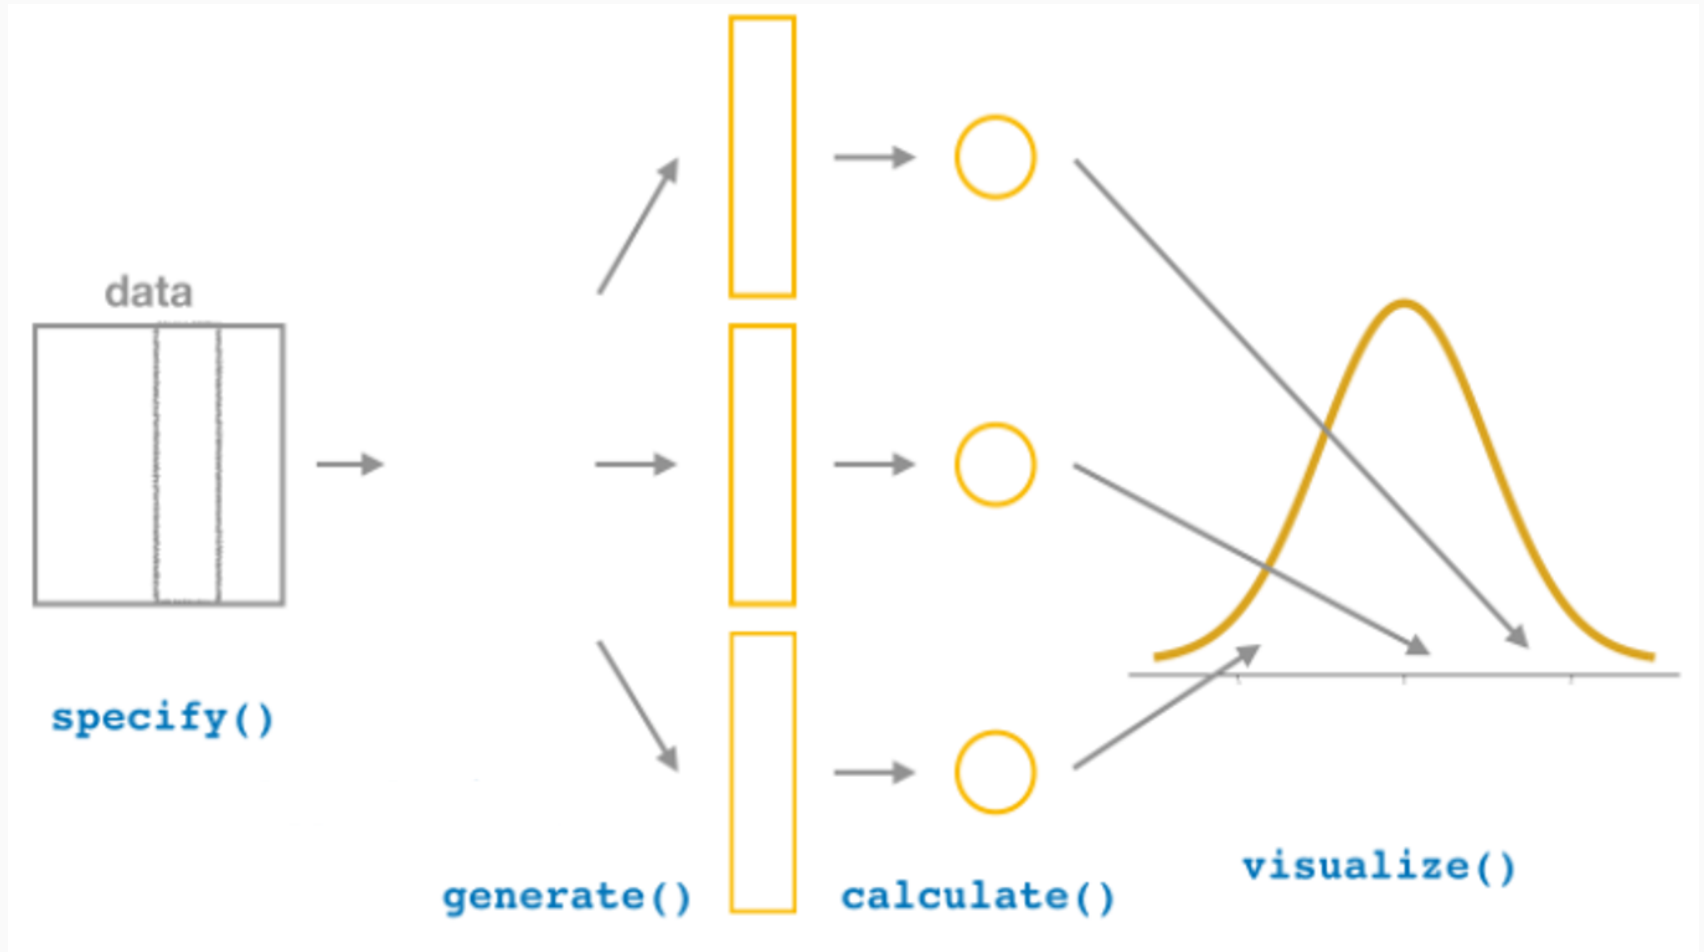 data
specify()
generate()
calculate()
visualize()